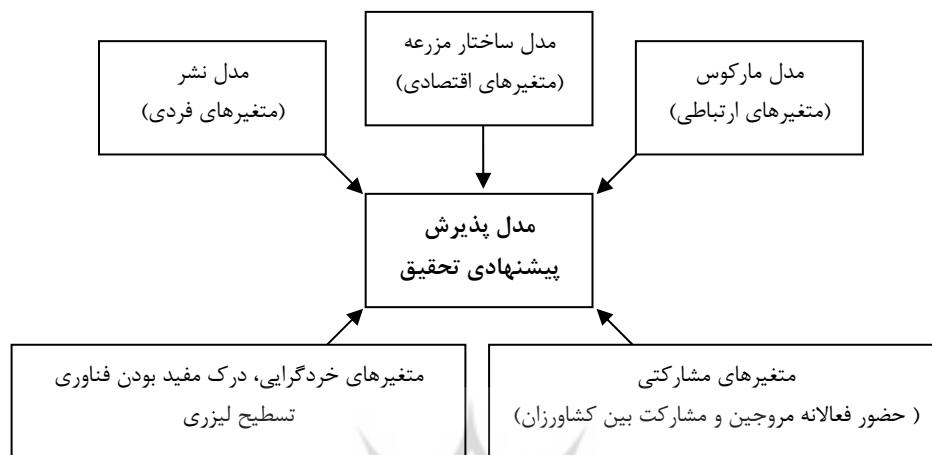 مدل مارکوس
(متغیرهای ارتباطی)
مدل ساختار مزرعه
(متغیرهای اقتصادی)
مدل نشر
(متغیرهای فردی)
مدل پذیرش
پیشنهادی تحقیق
متغیرهای مشارکتی
( حضور فعالانه مروجین و مشارکت بین کشاورزان)
متغیرهای خردگرایی، درک مفید بودن فناوری
تسطیح لیزری